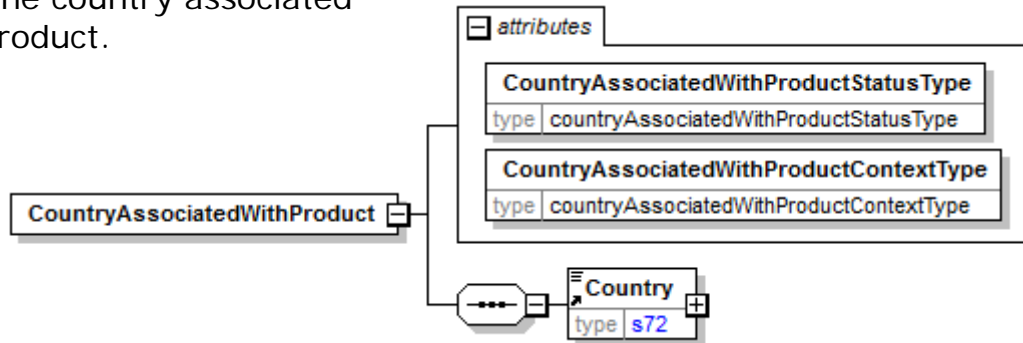 he country associated
roduct.
attributes
CountryAssociatedWithProductStatusType
type countryAssociatedWithProductStatusType
CountryAssociatedWithProductContextType
type countryAssociatedWithProductContextType
CountryAssociatedWithProduct
Country
type s72